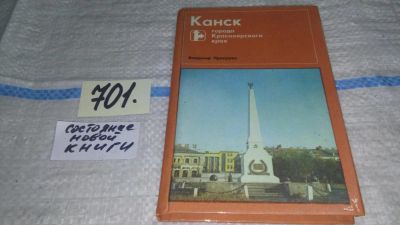 Канск
города
Красноярского
края
701.
состояние
новой
книги